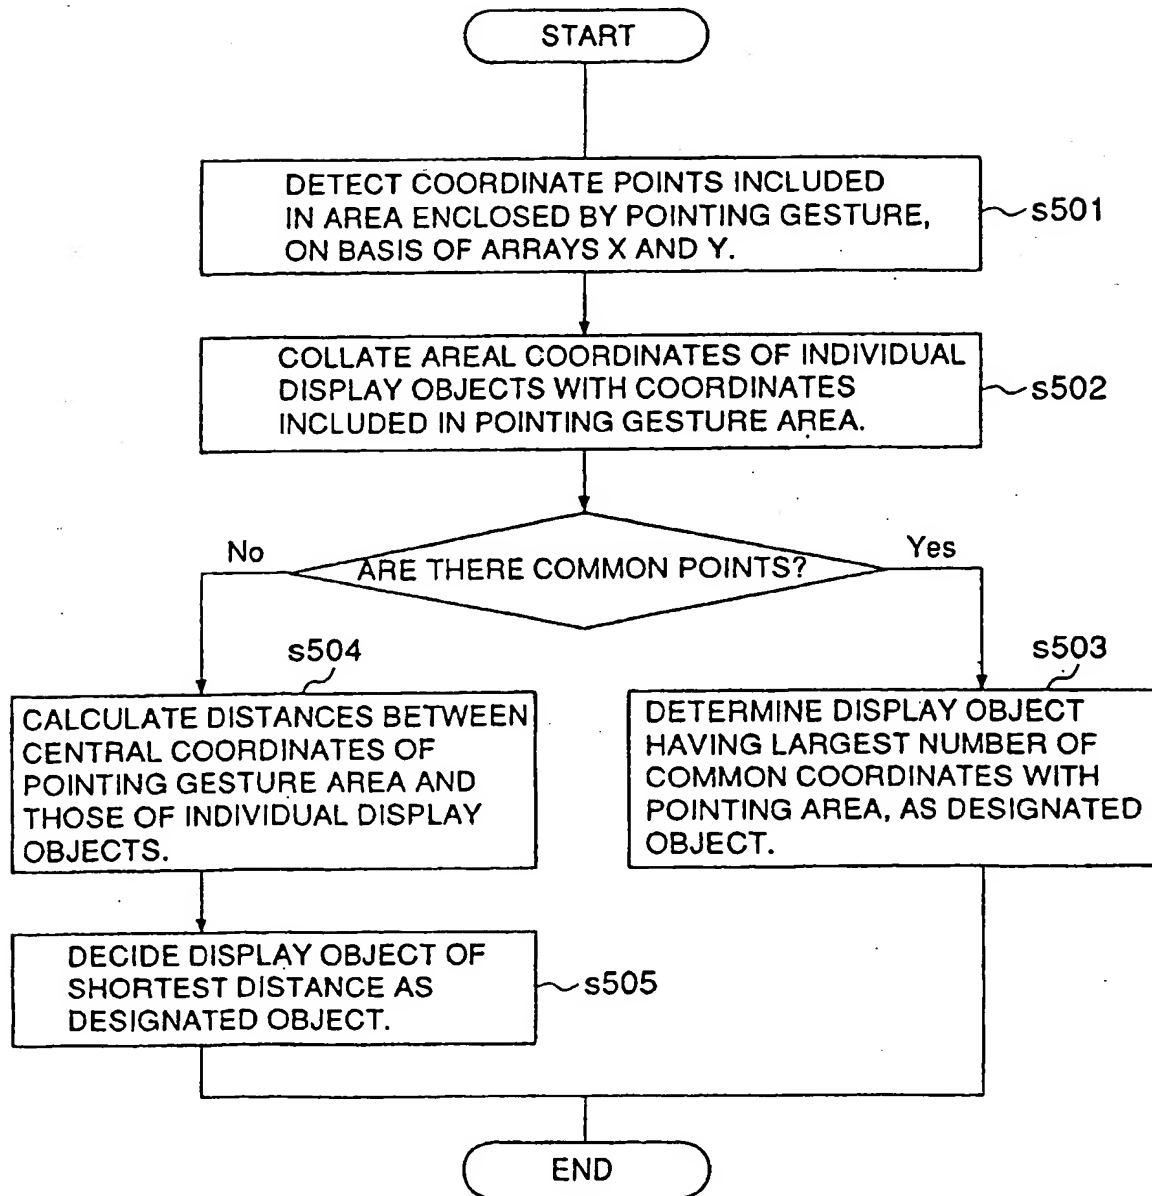 START
DETECT COORDINATE POINTS INCLUDED
IN AREA ENCLOSED BY POINTING GESTURE,
ON BASIS OF ARRAYS X AND Y.
s501
COLLATE AREAL COORDINATES OF INDIVIDUAL
DISPLAY OBJECTS WITH COORDINATES
INCLUDED IN POINTING GESTURE AREA.
s502
No
ARE THERE COMMON POINTS?
Yes
s504
CALCULATE DISTANCES BETWEEN
CENTRAL COORDINATES OF
POINTING GESTURE AREA AND
THOSE OF INDIVIDUAL DISPLAY
OBJECTS.
s503
DETERMINE DISPLAY OBJECT
HAVING LARGEST NUMBER OF
COMMON COORDINATES WITH
POINTING AREA, AS DESIGNATED
OBJECT.
DECIDE DISPLAY OBJECT OF
SHORTEST DISTANCE AS
DESIGNATED OBJECT.
s505
END